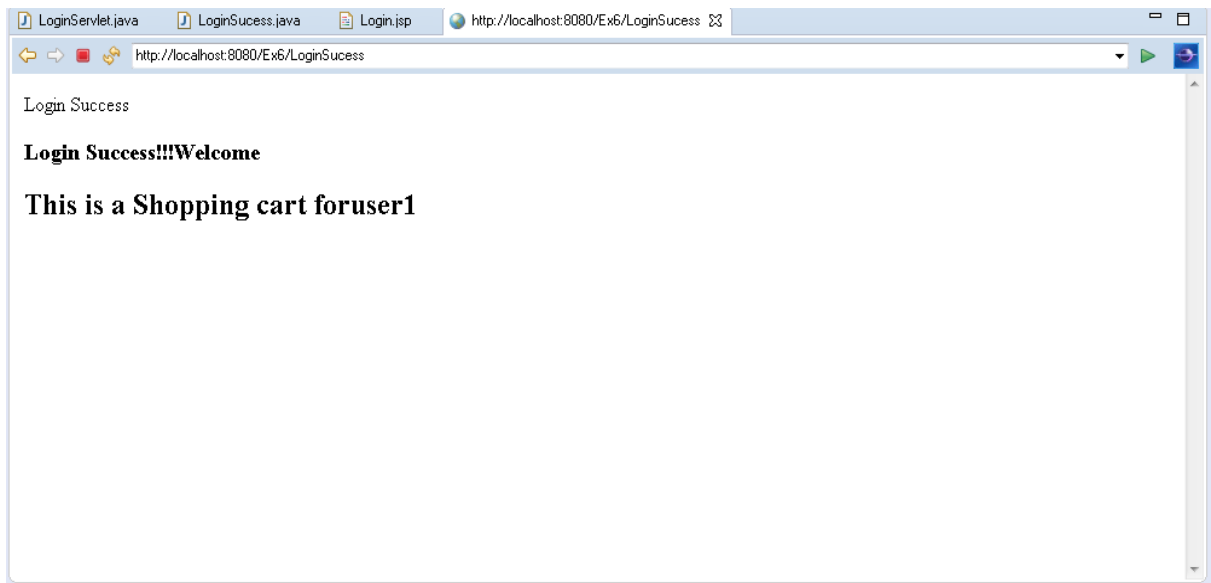 LoginServlet.java LoginSucess.java Login.jsp http://localhost:8080/Ex6/LoginSucess
http://localhost:8080/Ex6/LoginSucess
Login Success
Login Success!!!Welcome
This is a Shopping cart foruser1